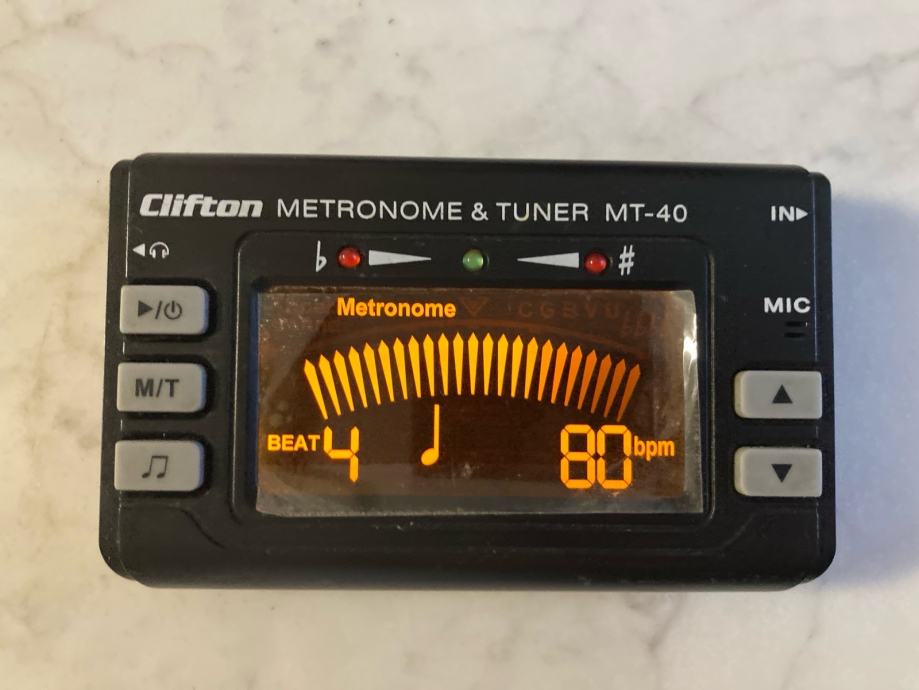 Clifton METRONOME & TUNER MT-40
IN
♭ ♯
Metronome
C G B V U
MIC
M/T
BEAT 4 80 bpm